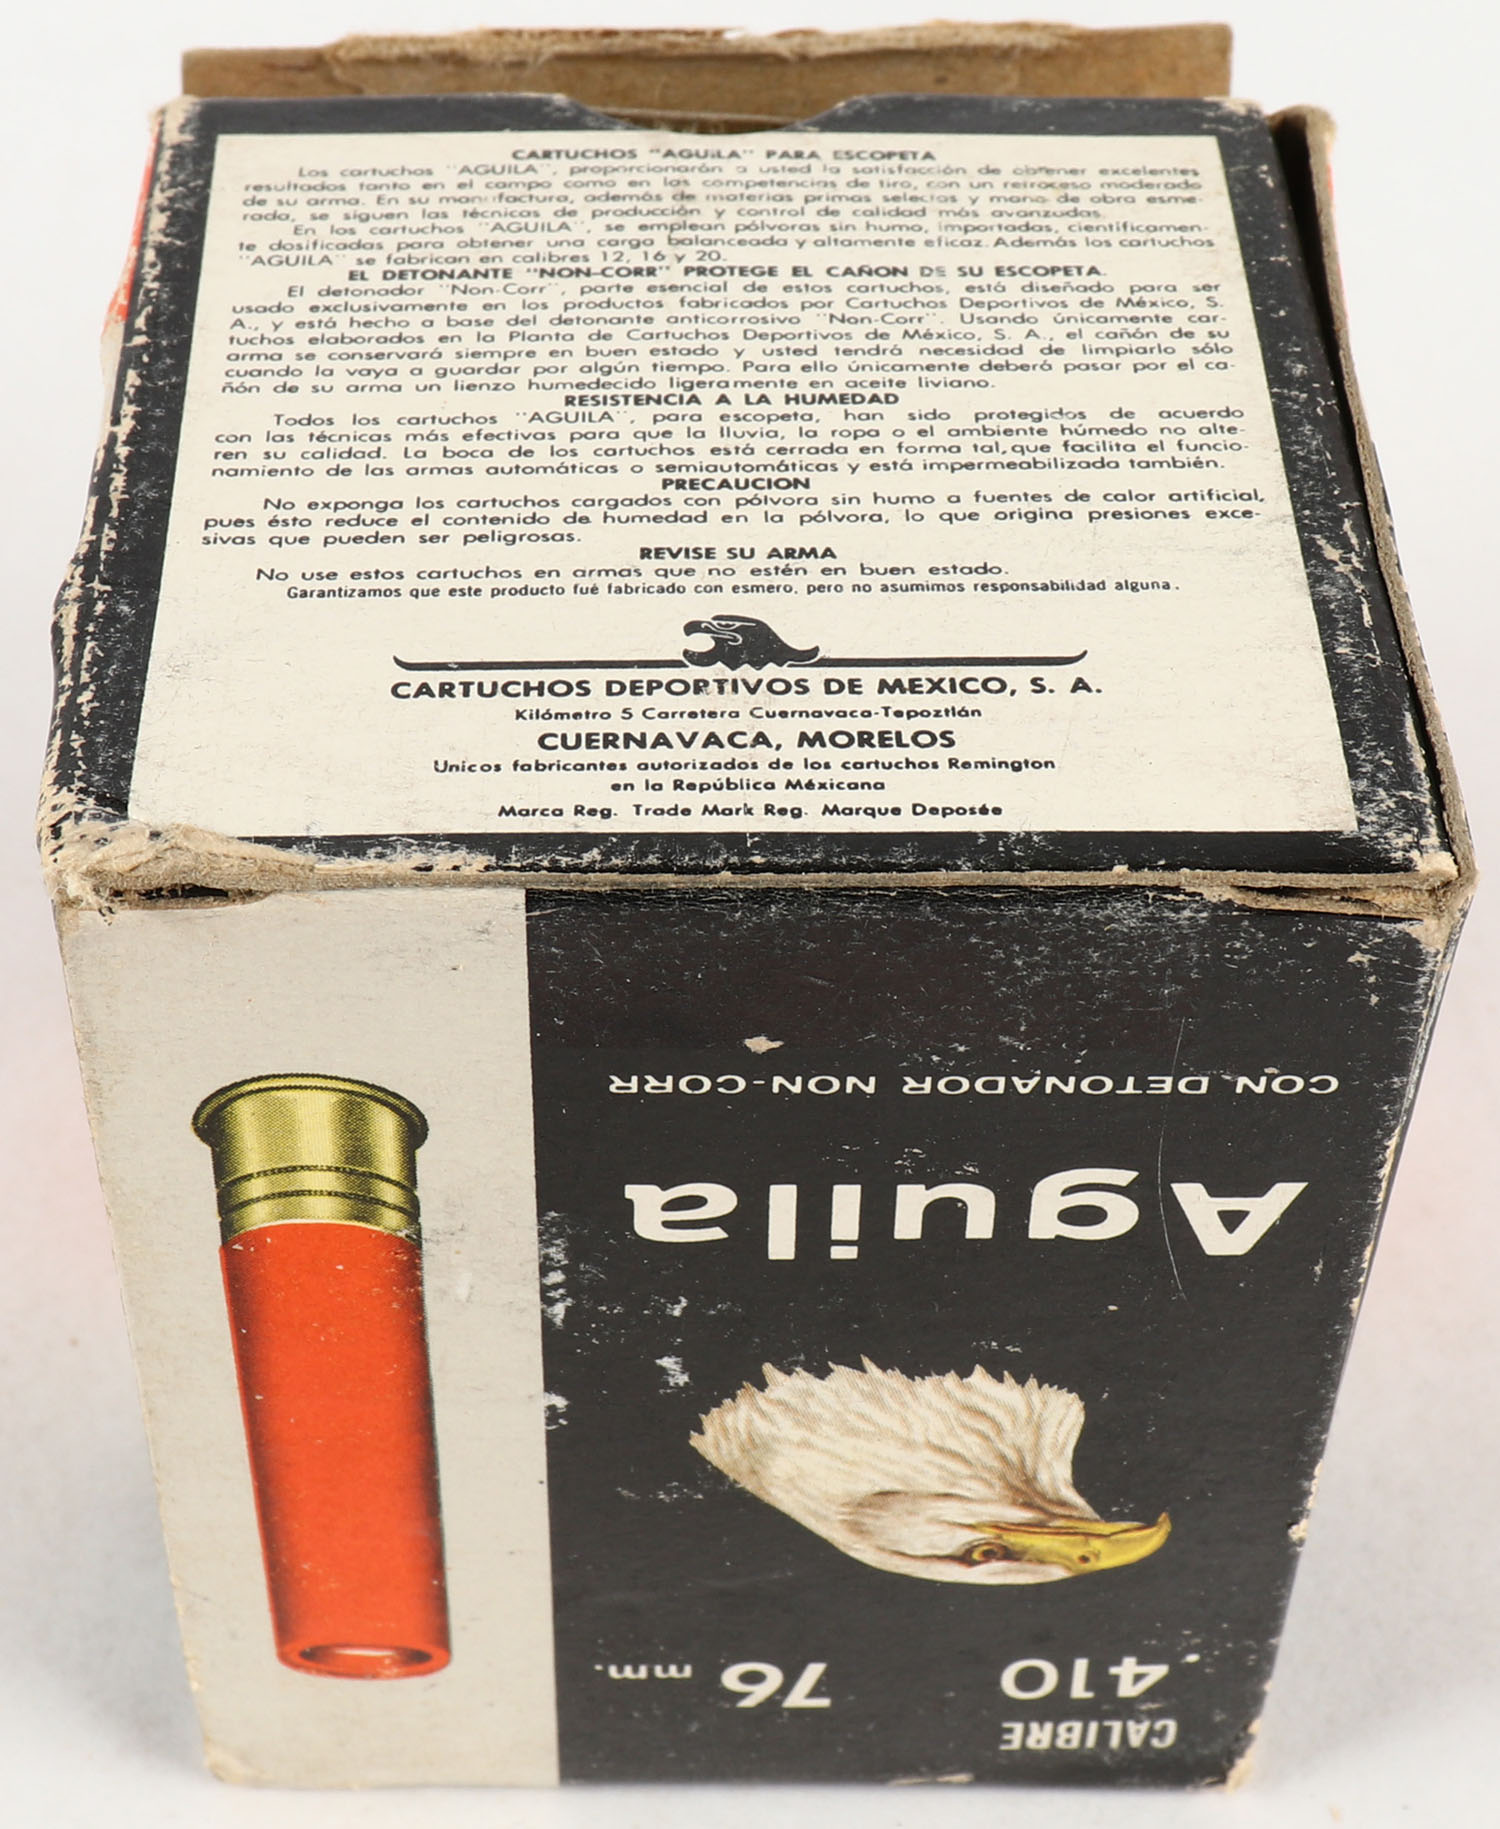 CARTUCHOS "AGUILA" PARA ESCOPETA
Los cartuchos "AGUILA", proporcionarán a usted la satisfacción de obtener excelentes
resultados tanto en el campo como en las competencias de tiro, con un retroceso moderado
de su arma. En su manufactura, además de materias primas selectas y mano de obra esme-
rada, se siguen las técnicas de producción y control de calidad más avanzadas.
En los cartuchos "AGUILA", se emplean pólvoras sin humo, importadas, científicamen-
te dosificadas para obtener una carga balanceada y altamente eficaz. Además los cartuchos
"AGUILA" se fabrican en calibres 12, 16 y 20.
EL DETONANTE "NON-CORR" PROTEGE EL CAÑON DE SU ESCOPETA.
El detonador "Non-Corr", parte esencial de estos cartuchos, está diseñado para ser
usado exclusivamente en los productos fabricados por Cartuchos Deportivos de México, S.
A., y está hecho a base del detonante anticorrosivo "Non-Corr". Usando únicamente car-
tuchos elaborados en la Planta de Cartuchos Deportivos de México, S. A., el cañón de su
arma se conservará siempre en buen estado y usted tendrá necesidad de limpiarlo sólo
cuando la vaya a guardar por algún tiempo. Para ello únicamente deberá pasar por el ca-
ñón de su arma un lienzo humedecido ligeramente en aceite liviano.
RESISTENCIA A LA HUMEDAD
Todos los cartuchos "AGUILA", para escopeta, han sido protegidos de acuerdo
con las técnicas más efectivas para que la lluvia, la ropa o el ambiente húmedo no alte-
ren su calidad. La boca de los cartuchos está cerrada en forma tal, que facilita el funcio-
namiento de las armas automáticas o semiautomáticas y está impermeabilizada también.
PRECAUCION
No exponga los cartuchos cargados con pólvora sin humo a fuentes de calor artificial,
pues ésto reduce el contenido de humedad en la pólvora, lo que origina presiones exce-
sivas que pueden ser peligrosas.
REVISE SU ARMA
No use estos cartuchos en armas que no estén en buen estado.
Garantizamos que este producto fué fabricado con esmero, pero no asumimos responsabilidad alguna.
CARTUCHOS DEPORTIVOS DE MEXICO, S. A.
Kilómetro 5 Carretera Cuernavaca-Tepoztlán
CUERNAVACA, MORELOS
Unicos fabricantes autorizados de los cartuchos Remington
en la República Méxicana
Marca Reg. Trade Mark Reg. Marque Deposée
CALIBRE
.410 76 mm.
Aguila
CON DETONADOR NON-CORR